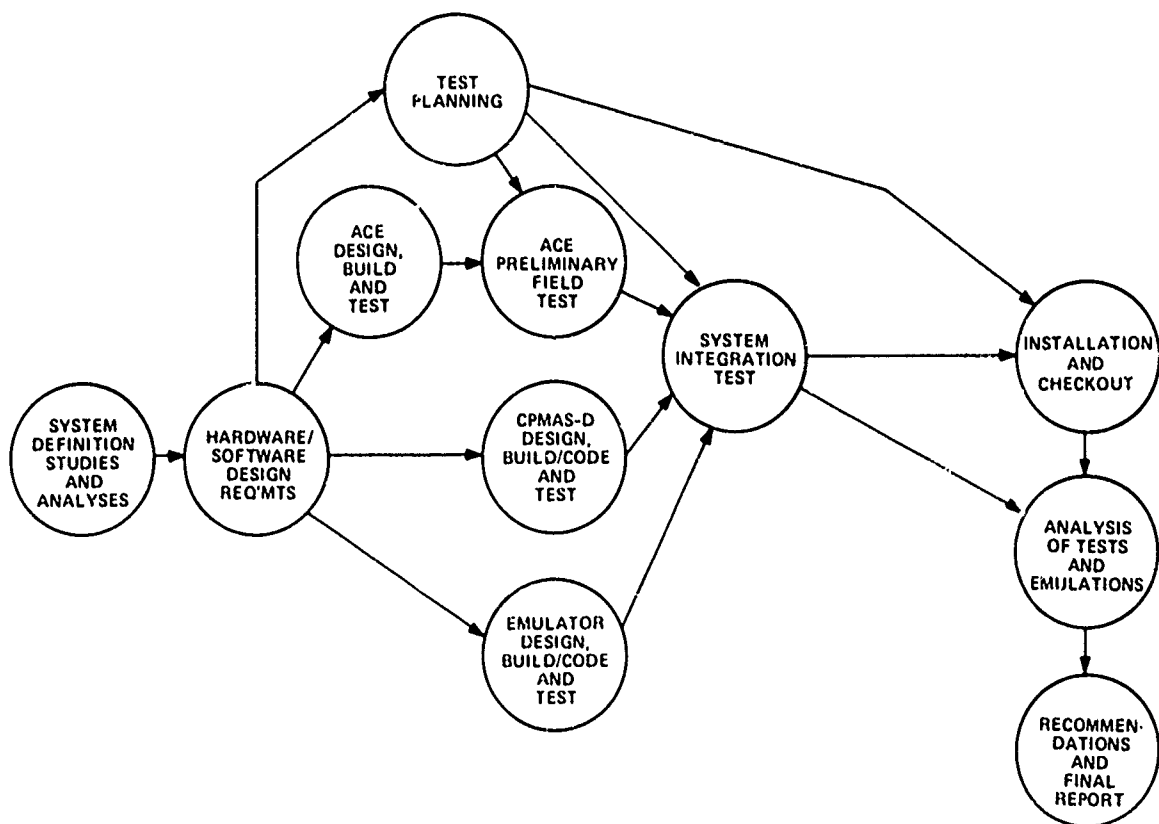 TEST
PLANNING
ACE
DESIGN,
BUILD
AND
TEST
ACE
PRELIMINARY
FIELD
TEST
SYSTEM
INTEGRATION
TEST
INSTALLATION
AND
CHECKOUT
SYSTEM
DEFINITION
STUDIES
AND
ANALYSES
HARDWARE/
SOFTWARE
DESIGN
REQ'MTS
CPMAS-D
DESIGN,
BUILD/CODE
AND
TEST
ANALYSIS
OF TESTS
AND
EMULATIONS
EMULATOR
DESIGN,
BUILD/CODE
AND
TEST
RECOMMEN-
DATIONS
AND
FINAL
REPORT